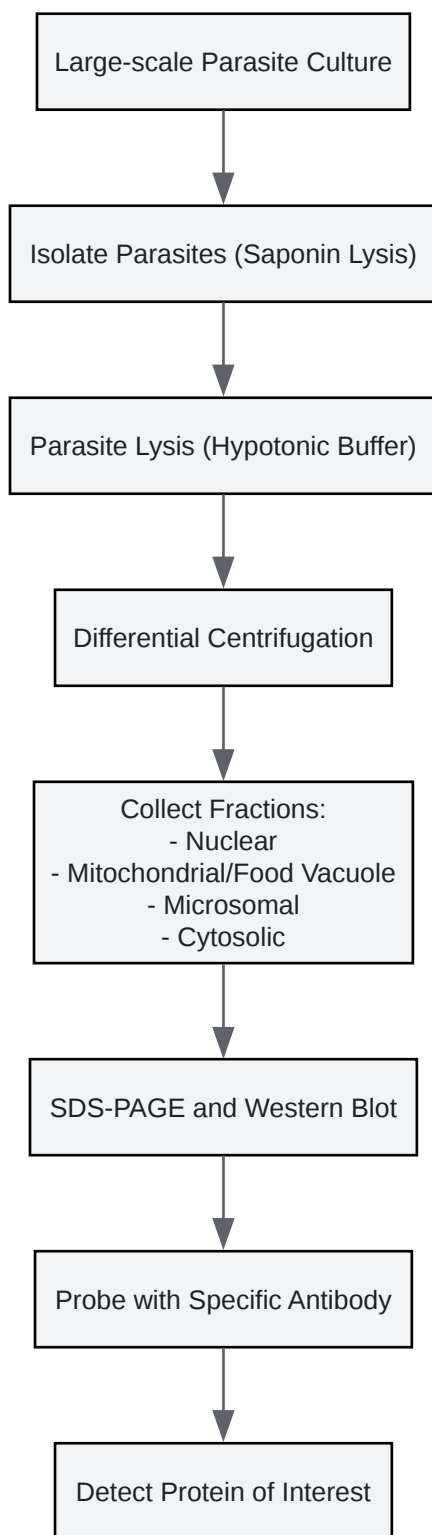 Large-scale Parasite Culture
Isolate Parasites (Saponin Lysis)
Parasite Lysis (Hypotonic Buffer)
Differential Centrifugation
Collect Fractions:
- Nuclear
- Mitochondrial/Food Vacuole
- Microsomal
- Cytosolic
SDS-PAGE and Western Blot
Probe with Specific Antibody
Detect Protein of Interest